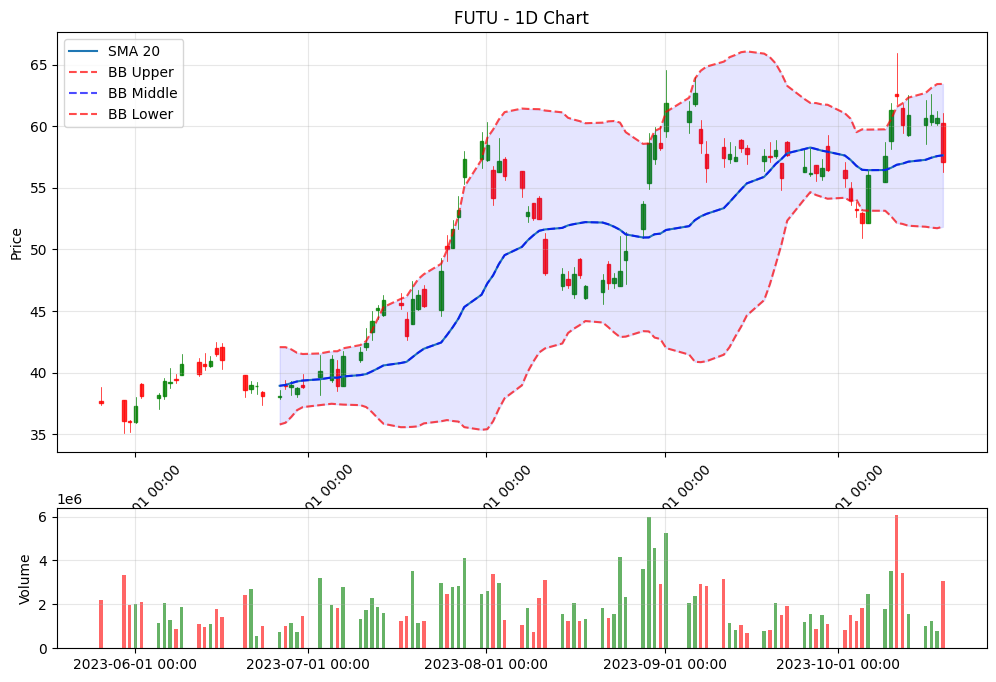 FUTU - 1D Chart
SMA 20
BB Upper
BB Middle
BB Lower
Price
65
60
55
50
45
40
35
01 00:00
01 00:00
01 00:00
01 00:00
01 00:00
1e6
Volume
6
4
2
0
2023-06-01 00:00
2023-07-01 00:00
2023-08-01 00:00
2023-09-01 00:00
2023-10-01 00:00